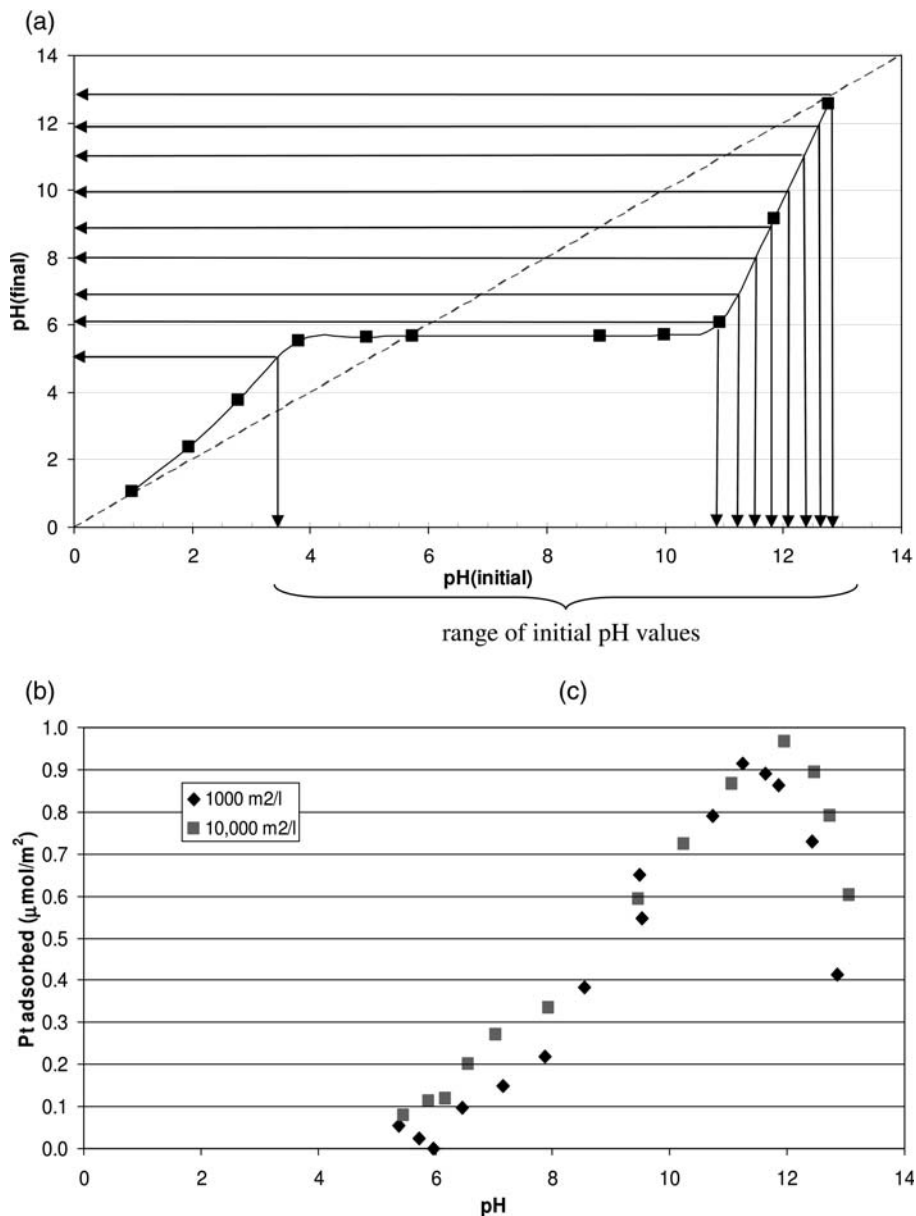 (a)
14
12
10
8
6
4
2
0
pH(final)
0 2 4 6 8 10 12 14
pH(initial)
range of initial pH values
(b) (c)
1.0
0.9
0.8
0.7
0.6
0.5
0.4
0.3
0.2
0.1
0.0
Pt adsorbed (μmol/m²)
1000 m2/l
10,000 m2/l
0 2 4 6 8 10 12 14
pH